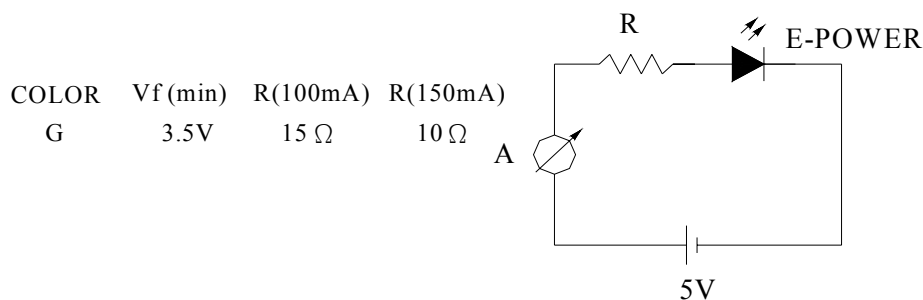 COLOR Vf (min) R(100mA) R(150mA)
G 3.5V 15 Ω 10 Ω
R
E-POWER
A
5V